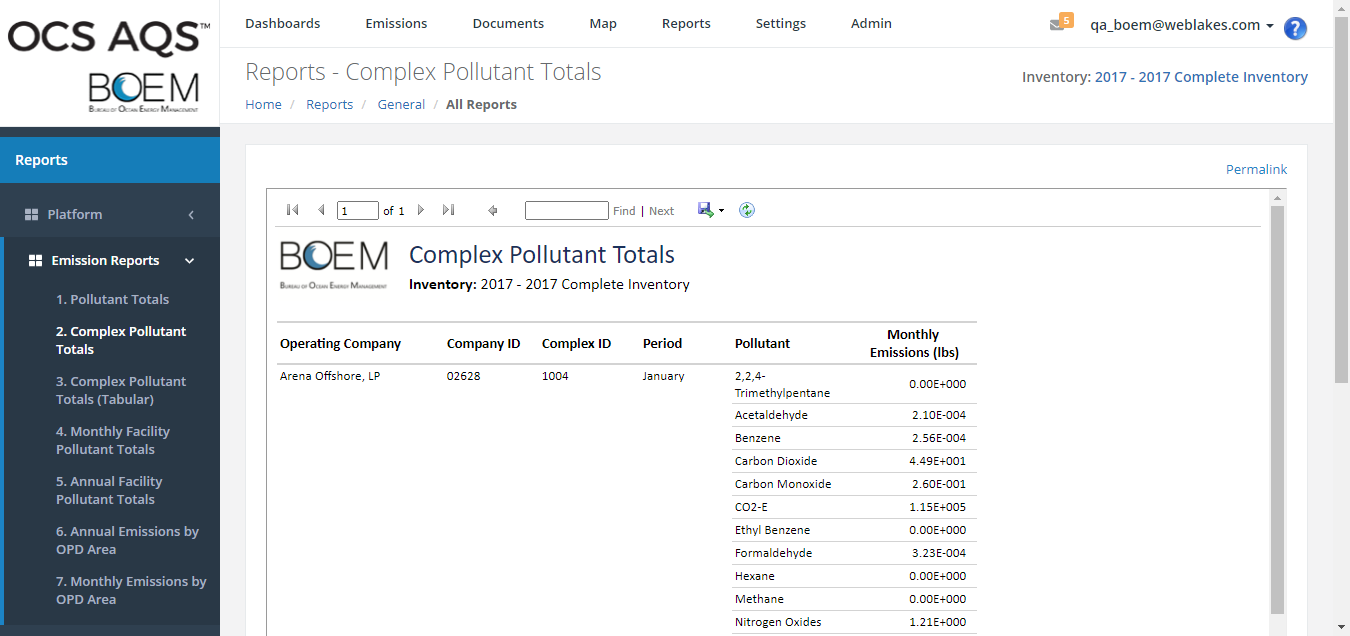 OCS AQS™
BOEM
BUREAU OF OCEAN ENERGY MANAGEMENT
Dashboards Emissions Documents Map Reports Settings Admin
5
qa_boem@weblakes.com
?
Reports - Complex Pollutant Totals
Home / Reports / General / All Reports
Inventory: 2017 - 2017 Complete Inventory
Reports
Platform
Emission Reports
1. Pollutant Totals
2. Complex Pollutant
Totals
3. Complex Pollutant
Totals (Tabular)
4. Monthly Facility
Pollutant Totals
5. Annual Facility
Pollutant Totals
6. Annual Emissions by
OPD Area
7. Monthly Emissions by
OPD Area
Permalink
1 of 1 Find | Next
BOEM
BUREAU OF OCEAN ENERGY MANAGEMENT
Complex Pollutant Totals
Inventory: 2017 - 2017 Complete Inventory
Operating Company Company ID Complex ID Period Pollutant Monthly
Emissions (lbs)
Arena Offshore, LP 02628 1004 January 2,2,4-
Trimethylpentane 0.00E+000
Acetaldehyde 2.10E-004
Benzene 2.56E-004
Carbon Dioxide 4.49E+001
Carbon Monoxide 2.60E-001
CO2-E 1.15E+005
Ethyl Benzene 0.00E+000
Formaldehyde 3.23E-004
Hexane 0.00E+000
Methane 0.00E+000
Nitrogen Oxides 1.21E+000